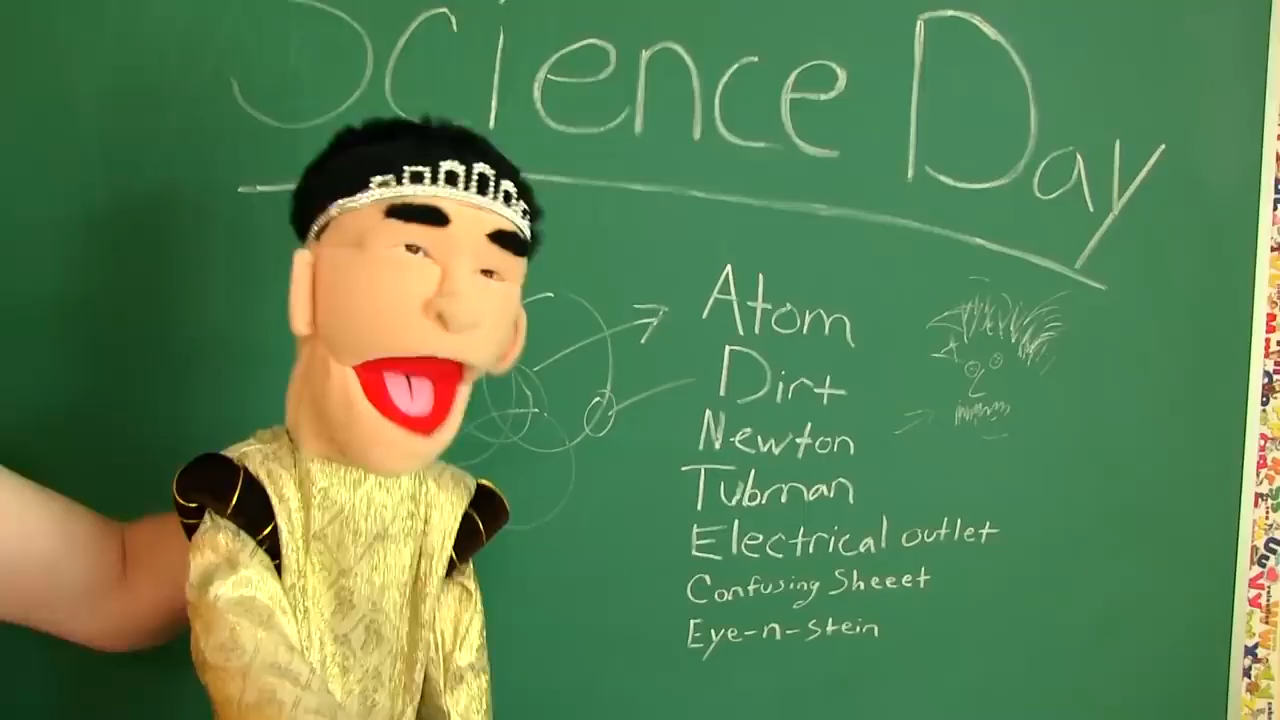 Science Day
Atom
Dirt
Newton
Tubman
Electrical outlet
Confusing Sheeet
Eye-n-stein